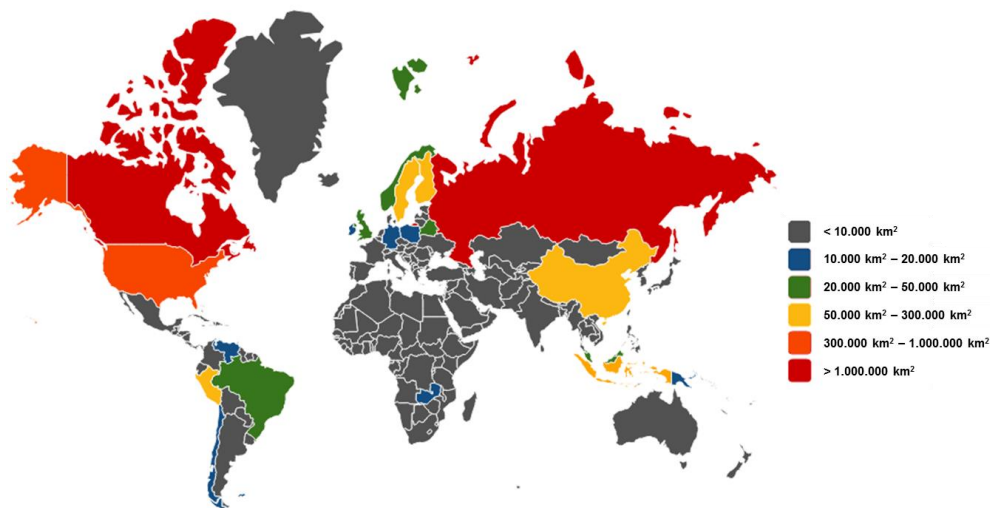 < 10.000 km²
10.000 km² – 20.000 km²
20.000 km² – 50.000 km²
50.000 km² – 300.000 km²
300.000 km² – 1.000.000 km²
> 1.000.000 km²